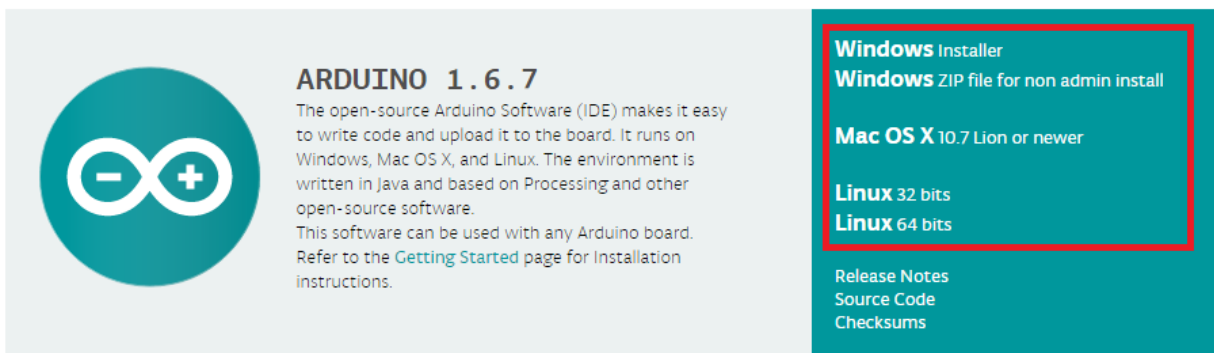 ARDUINO 1.6.7
The open-source Arduino Software (IDE) makes it easy
to write code and upload it to the board. It runs on
Windows, Mac OS X, and Linux. The environment is
written in Java and based on Processing and other
open-source software.
This software can be used with any Arduino board.
Refer to the Getting Started page for Installation
instructions.
Windows Installer
Windows ZIP file for non admin install
Mac OS X 10.7 Lion or newer
Linux 32 bits
Linux 64 bits
Release Notes
Source Code
Checksums